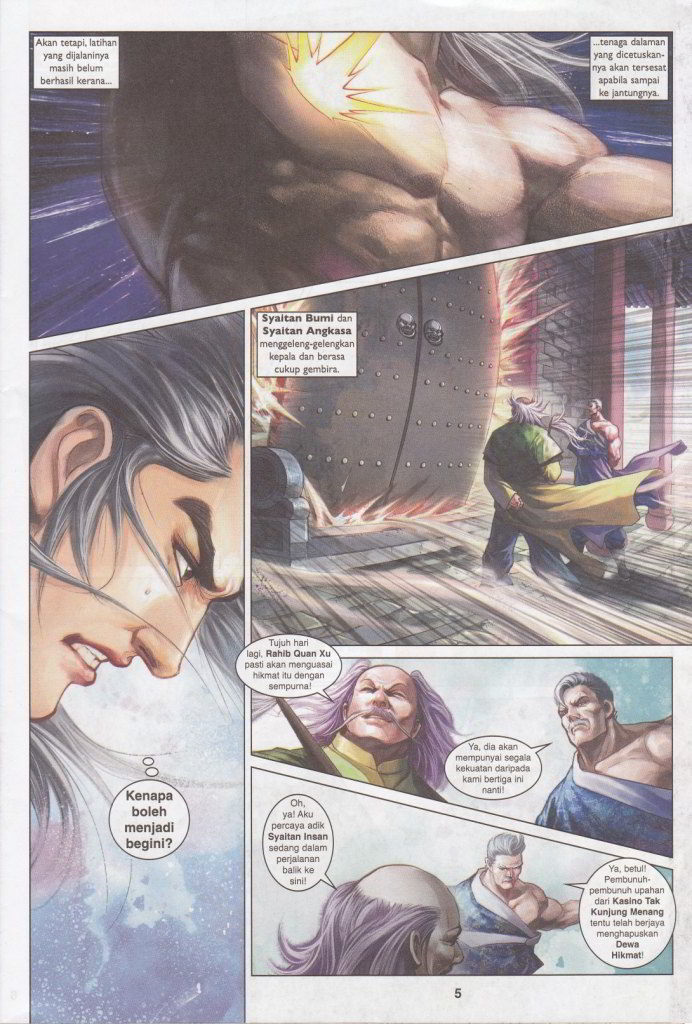 Akan tetapi, latihan
yang dijalaninya
masih belum
berhasil kerana...
...tenaga dalaman
yang dicetuskan-
nya akan tersesat
apabila sampai
ke jantungnya.
Syaitan Bumi dan
Syaitan Angkasa
menggeleng-gelengkan
kepala dan berasa
cukup gembira.
Kenapa
boleh
menjadi
begini?
Tujuh hari
lagi, Rahib Quan Xu
pasti akan menguasai
hikmat itu dengan
sempurna!
Ya, dia akan
mempunyai segala
kekuatan daripada
kami bertiga ini
nanti!
Oh,
ya! Aku
percaya adik
Syaitan Insan
sedang dalam
perjalanan
balik ke
sini!
Ya, betul!
Pembunuh-
pembunuh upahan
dari Kasino Tak
Kunjung Menang
tentu telah berjaya
menghapuskan
Dewa
Hikmat!
5